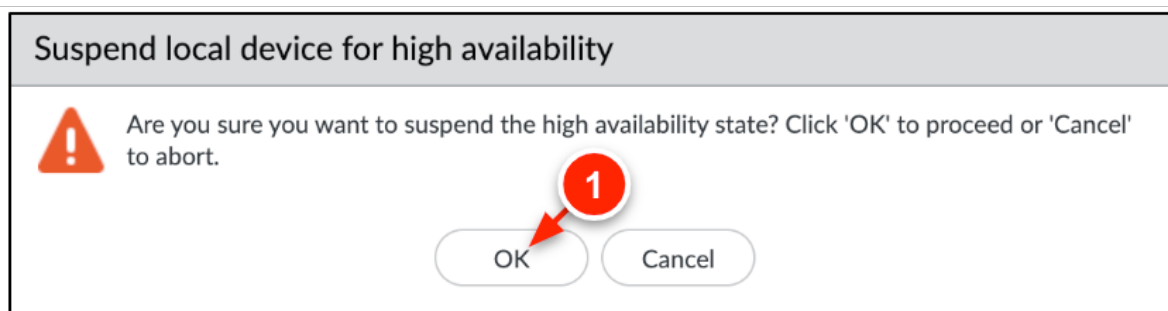 Suspend local device for high availability
Are you sure you want to suspend the high availability state? Click 'OK' to proceed or 'Cancel'
to abort.
1
OK Cancel